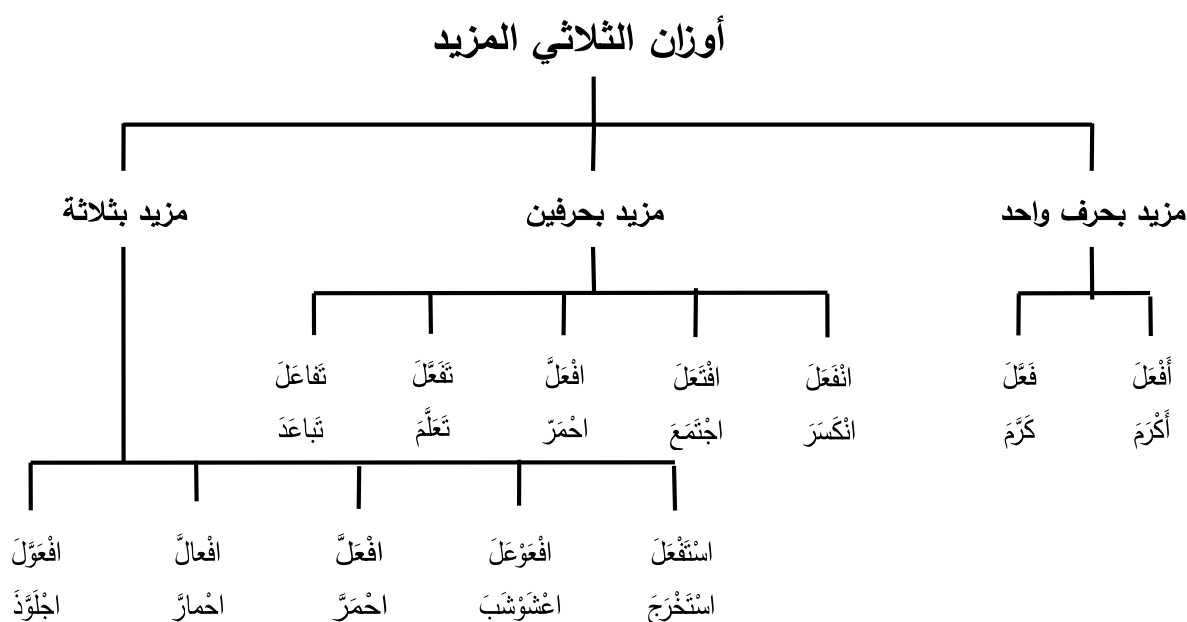 أوزان الثلاثي المزيد
مزيد بحرف واحد مزيد بحرفين مزيد بثلاثة
أَفْعَلَ فَعَّلَ انْفَعَلَ افْتَعَلَ افْعَلَّ تَفَعَّلَ تَفاعَلَ
أَكْرَمَ كَرَّمَ انْكَسَرَ اجْتَمَعَ احْمَرّ تَعَلَّمَ تَباعَدَ
اسْتَفْعَلَ افْعَوْعَلَ افْعَلَّ افْعالَّ افْعَوَّلَ
اسْتَخْرَجَ اعْشَوْشَبَ احْمَرَّ احْمارَّ اجْلَوَّذَ